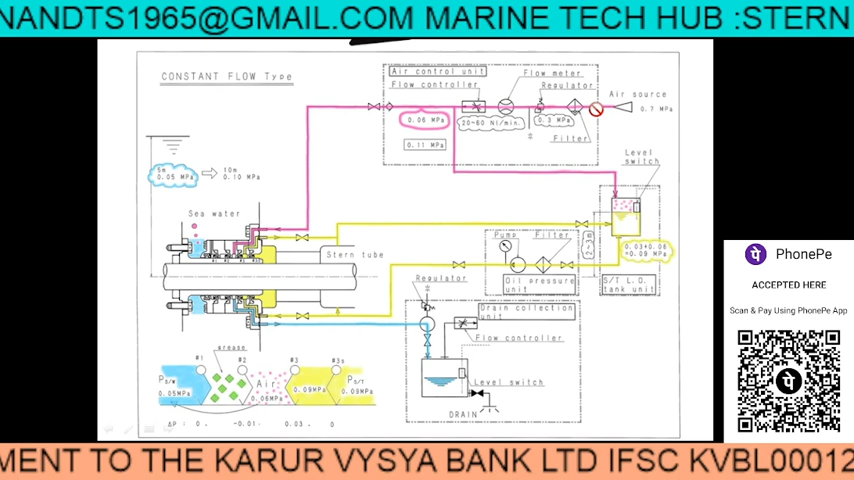 NANDTS1965@GMAIL.COM MARINE TECH HUB :STERN
CONSTANT FLOW Type
Air control unit
Flow controller
Flow meter
Regulator
Air source
0.7 MPa
0.06 MPa
20~60 Nl/min.
0.3 MPa
Filter
0.11 MPa
Level
switch
5m
0.05 MPa
10m
0.10 MPa
Sea water
Pump
Filter
2~3m
0.03+0.06
=0.09 MPa
Stern tube
Oil pressure
unit
S/T L.O.
tank unit
Regulator
Drain collection
unit
Flow controller
Level switch
DRAIN
#1
grease
#2
#3
#3s
P S/W
0.05MPa
Air
0.06MPa
0.09MPa
P S/T
0.09MPa
ΔP :
-0.01
0.03
0
PhonePe
ACCEPTED HERE
Scan & Pay Using PhonePe App
MENT TO THE KARUR VYSYA BANK LTD IFSC KVBL00012